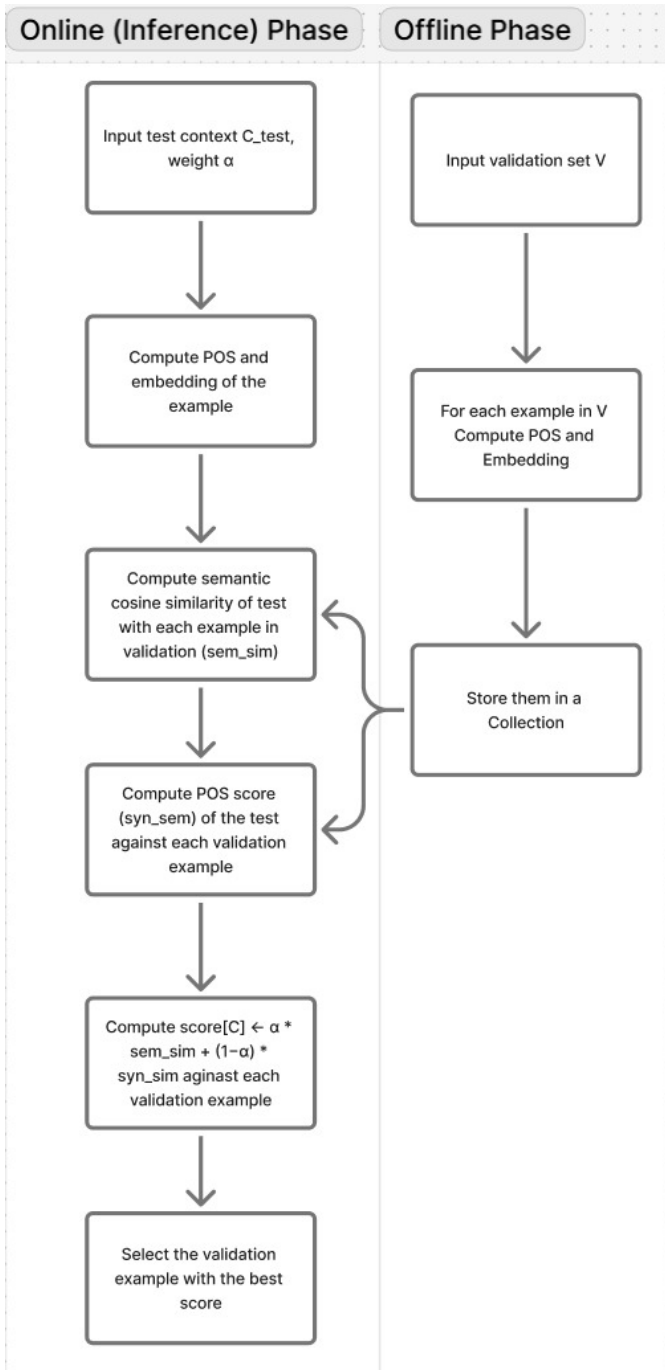 Online (Inference) Phase
Offline Phase
Input test context C_test,
weight α
Compute POS and
embedding of the
example
Compute semantic
cosine similarity of test
with each example in
validation (sem_sim)
Compute POS score
(syn_sem) of the test
against each validation
example
Compute score[C] ← α *
sem_sim + (1−α) *
syn_sim aginast each
validation example
Select the validation
example with the best
score
Input validation set V
For each example in V
Compute POS and
Embedding
Store them in a
Collection